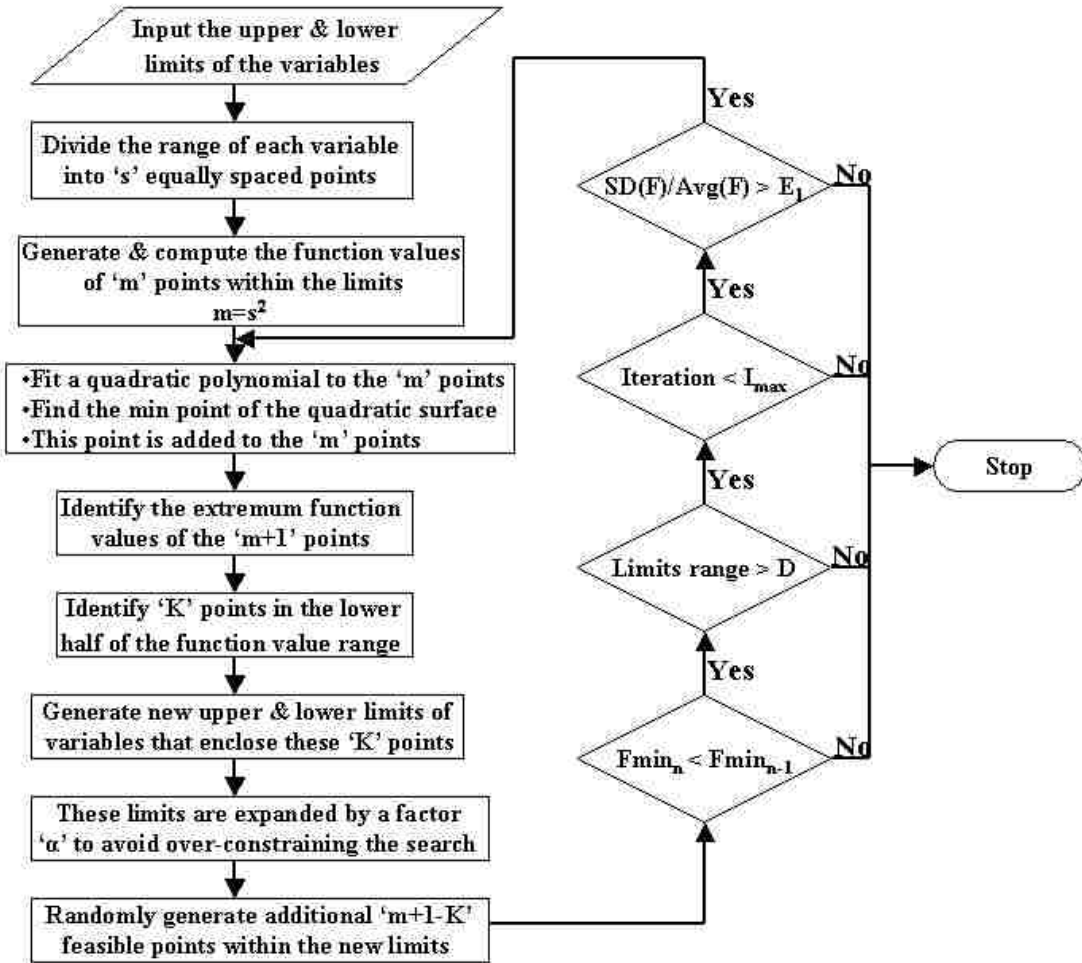 Input the upper & lower
limits of the variables
Divide the range of each variable
into ‘s’ equally spaced points
Generate & compute the function values
of ‘m’ points within the limits
m=s²
•Fit a quadratic polynomial to the ‘m’ points
•Find the min point of the quadratic surface
•This point is added to the ‘m’ points
Identify the extremum function
values of the ‘m+1’ points
Identify ‘K’ points in the lower
half of the function value range
Generate new upper & lower limits of
variables that enclose these ‘K’ points
These limits are expanded by a factor
‘α’ to avoid over-constraining the search
Randomly generate additional ‘m+1-K’
feasible points within the new limits
Yes
SD(F)/Avg(F) > E₁
No
Yes
Iteration < I_max
No
Yes
Limits range > D
No
Yes
Fminₙ < Fminₙ₋₁
No
Stop